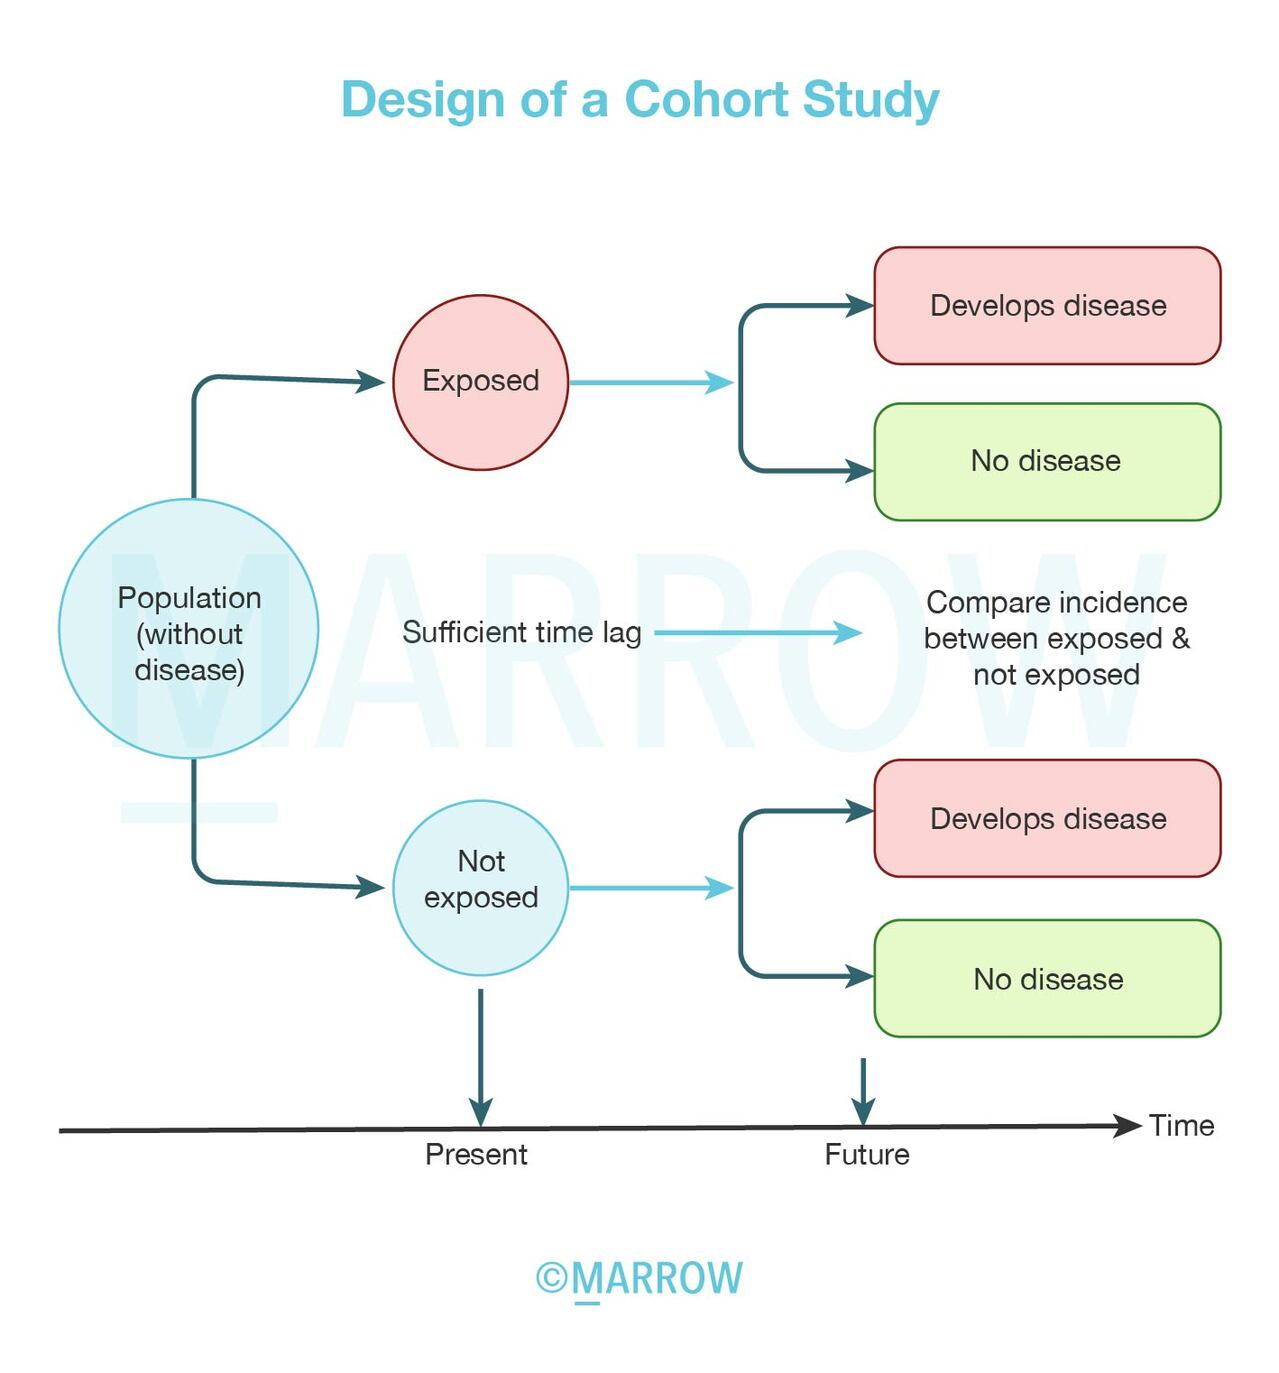 Design of a Cohort Study
Develops disease
Exposed
No disease
Population
(without
disease)
Sufficient time lag
Compare incidence
between exposed &
not exposed
MARROW
Develops disease
Not
exposed
No disease
Time
Present
Future
©MARROW